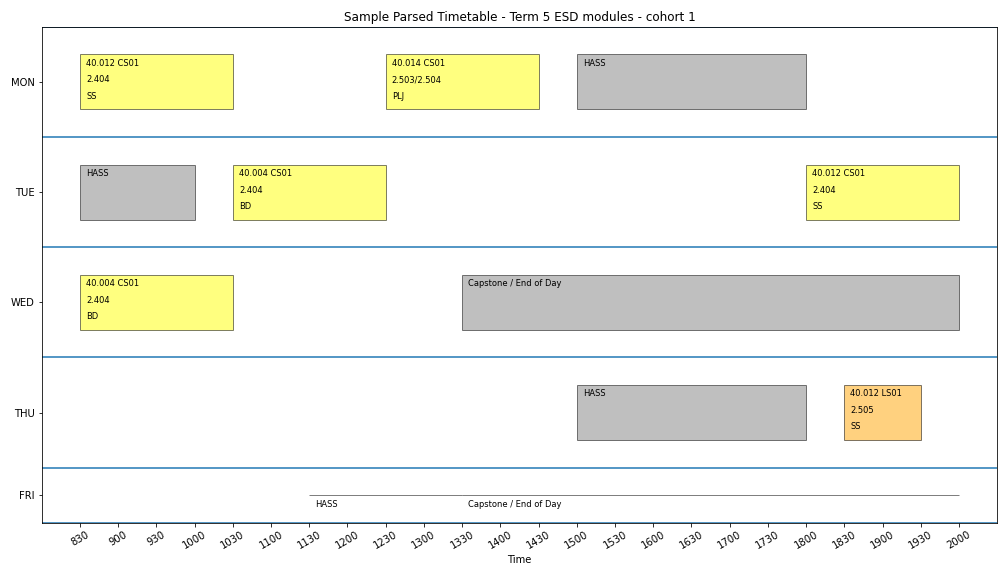 Sample Parsed Timetable - Term 5 ESD modules - cohort 1
MON
40.012 CS01
2.404
SS
40.014 CS01
2.503/2.504
PLJ
HASS
TUE
HASS
40.004 CS01
2.404
BD
40.012 CS01
2.404
SS
WED
40.004 CS01
2.404
BD
Capstone / End of Day
THU
HASS
40.012 LS01
2.505
SS
FRI
HASS
Capstone / End of Day
830 900 930 1000 1030 1100 1130 1200 1230 1300 1330 1400 1430 1500 1600 1630 1700 1730 1800 1830 1900 1930 2000
Time